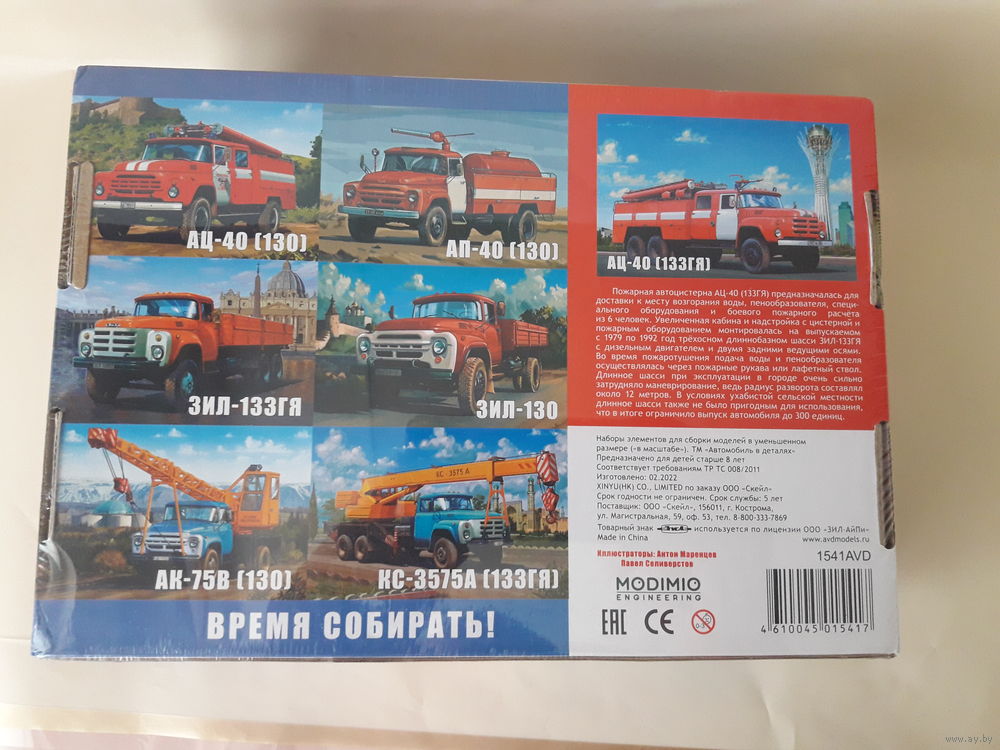 АЦ-40 (130)
АП-40 (130)
ЗИЛ-133ГЯ
ЗИЛ-130
АК-75В (130)
КС 3575А
КС-3575А (133ГЯ)
ВРЕМЯ СОБИРАТЬ!
АЦ-40 (133ГЯ)
Пожарная автоцистерна АЦ-40 (133ГЯ) предназначалась для
доставки к месту возгорания воды, пенообразователя, специ-
ального оборудования и боевого пожарного расчёта
из 6 человек. Увеличенная кабина и надстройка с цистерной и
пожарным оборудованием монтировалась на выпускаемом
с 1979 по 1992 год трёхосном длиннобазном шасси ЗИЛ-133ГЯ
с дизельным двигателем и двумя задними ведущими осями.
Во время пожаротушения подача воды и пенообразователя
осуществлялась через пожарные рукава или лафетный ствол.
Длинное шасси при эксплуатации в городе очень сильно
затрудняло маневрирование, ведь радиус разворота составлял
около 12 метров. В условиях ухабистой сельской местности
длинное шасси также не было пригодным для использования,
что в итоге ограничило выпуск автомобиля до 300 единиц.
Наборы элементов для сборки моделей в уменьшенном
размере («в масштабе»). ТМ «Автомобиль в деталях»
Предназначено для детей старше 8 лет
Соответствует требованиям ТР ТС 008/2011
Изготовлено: 02.2022
XINYU(HK) CO., LIMITED по заказу ООО «Скейл»
Срок годности не ограничен. Срок службы: 5 лет
Поставщик: ООО «Скейл», 156011, г. Кострома,
ул. Магистральная, 59, оф. 53, тел. 8-800-333-7869
Товарный знак ЗИЛ используется по лицензии ООО «ЗИЛ-АйПи»
Made in China
www.avdmodels.ru
Иллюстраторы: Антон Маренцов
Павел Селиверстов
1541AVD
MODIMIO
ENGINEERING
EAC CE 0-3
4 610045 015417
www.ay.by